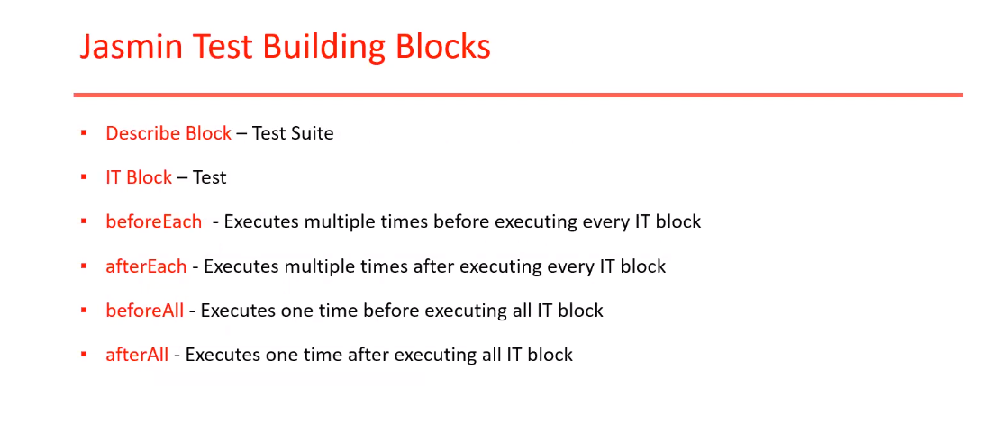 Jasmin Test Building Blocks
▪ Describe Block – Test Suite
▪ IT Block – Test
▪ beforeEach  - Executes multiple times before executing every IT block
▪ afterEach - Executes multiple times after executing every IT block
▪ beforeAll - Executes one time before executing all IT block
▪ afterAll - Executes one time after executing all IT block